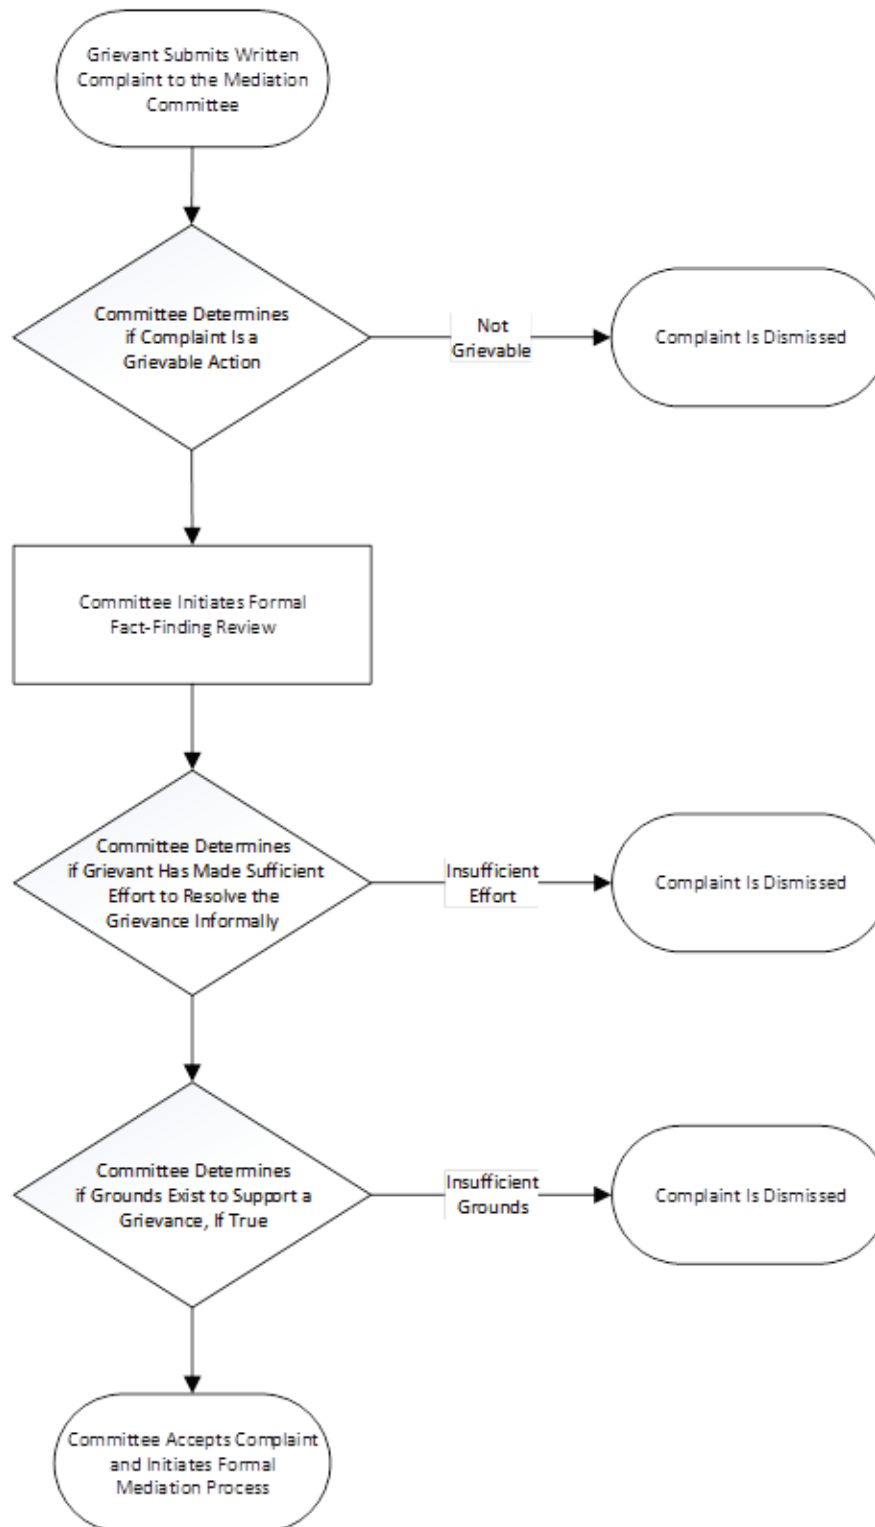 Grievant Submits Written
Complaint to the Mediation
Committee
Committee Determines
if Complaint Is a
Grievable Action
Not
Grievable
Complaint Is Dismissed
Committee Initiates Formal
Fact-Finding Review
Committee Determines
if Grievant Has Made Sufficient
Effort to Resolve the
Grievance Informally
Insufficient
Effort
Complaint Is Dismissed
Committee Determines
if Grounds Exist to Support a
Grievance, If True
Insufficient
Grounds
Complaint Is Dismissed
Committee Accepts Complaint
and Initiates Formal
Mediation Process